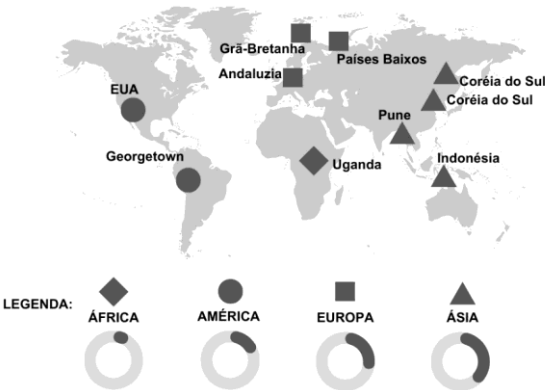 Grã-Bretanha
Países Baixos
Andaluzia
Coréia do Sul
EUA
Coréia do Sul
Pune
Georgetown
Uganda
Indonésia
LEGENDA:
ÁFRICA
AMÉRICA
EUROPA
ÁSIA